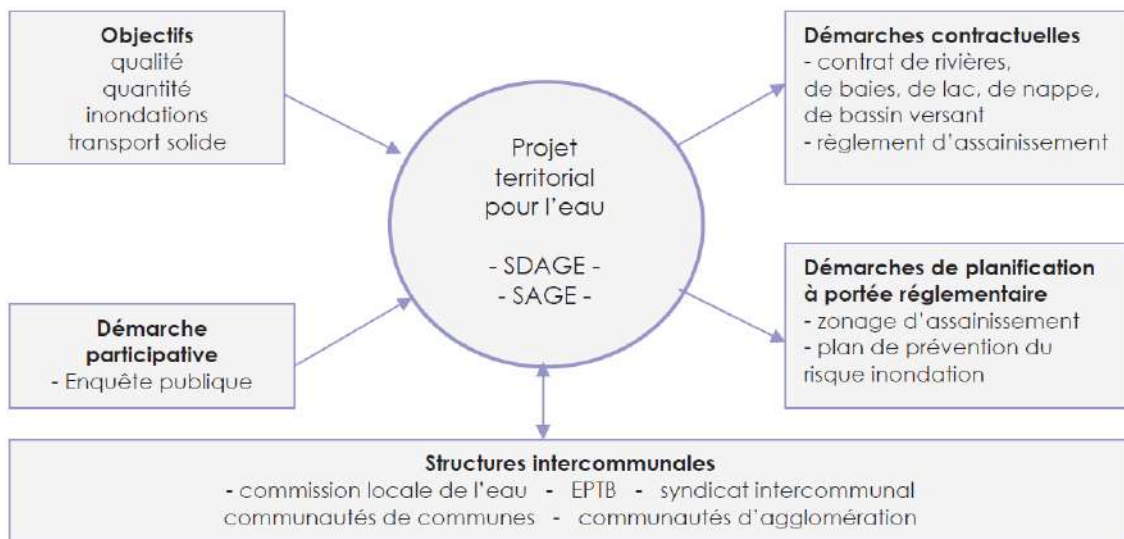 Objectifs
qualité
quantité
inondations
transport solide
Démarche
participative
- Enquête publique
Projet
territorial
pour l'eau
- SDAGE -
- SAGE -
Démarches contractuelles
- contrat de rivières,
de baies, de lac, de nappe,
de bassin versant
- règlement d'assainissement
Démarches de planification
à portée réglementaire
- zonage d'assainissement
- plan de prévention du
risque inondation
Structures intercommunales
- commission locale de l'eau - EPTB - syndicat intercommunal
communautés de communes - communautés d'agglomération